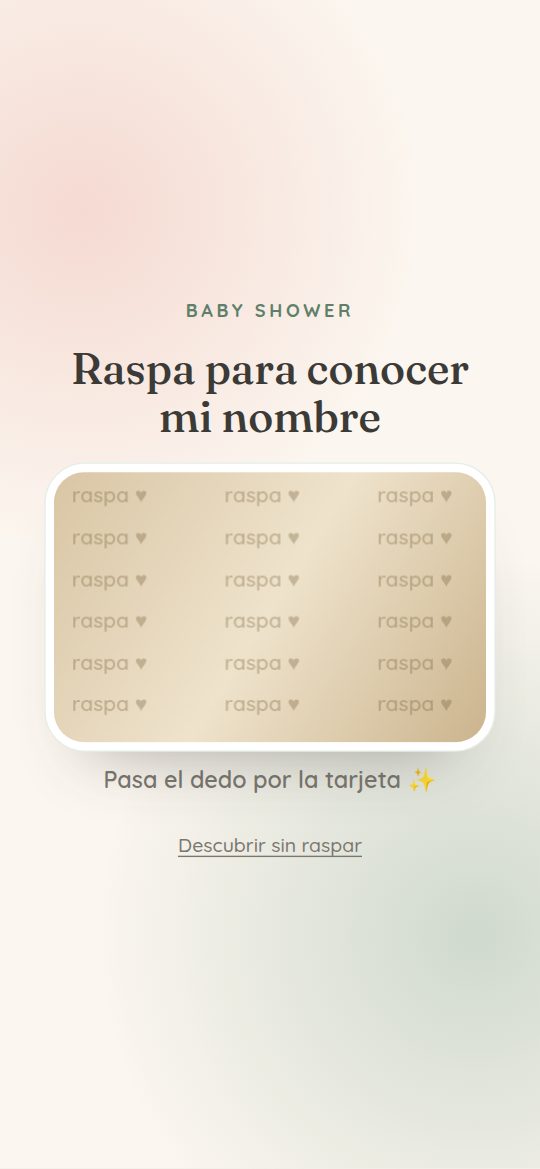 BABY SHOWER
Raspa para conocer
mi nombre
raspa ♥ raspa ♥ raspa ♥
raspa ♥ raspa ♥ raspa ♥
raspa ♥ raspa ♥ raspa ♥
raspa ♥ raspa ♥ raspa ♥
raspa ♥ raspa ♥ raspa ♥
raspa ♥ raspa ♥ raspa ♥
Pasa el dedo por la tarjeta ✨
Descubrir sin raspar